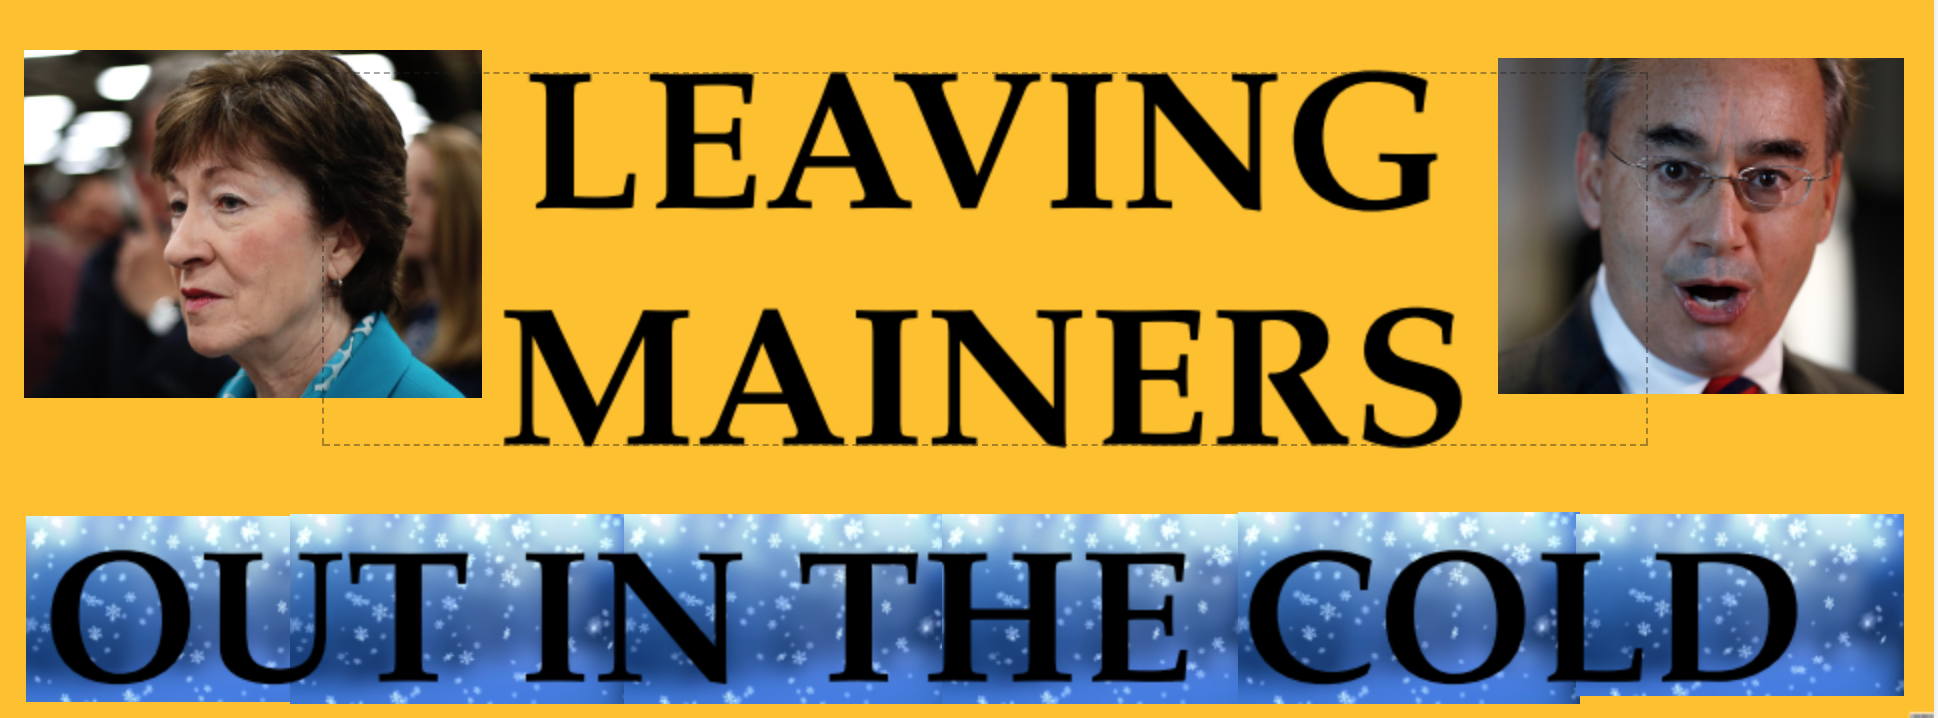 LEAVING
MAINERS
OUT IN THE COLD